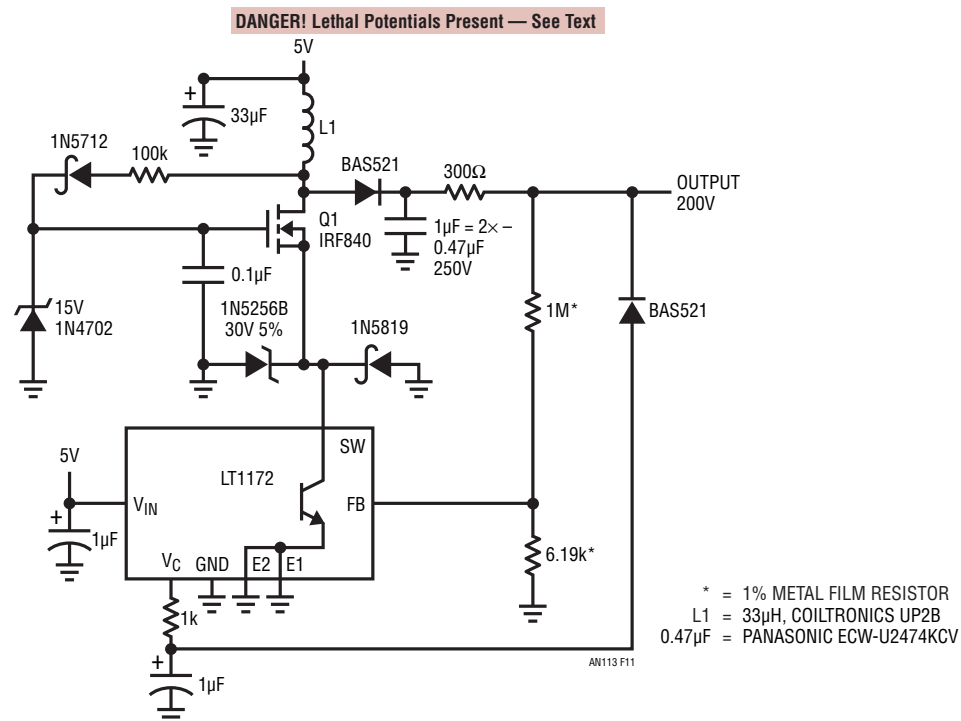 DANGER! Lethal Potentials Present — See Text
5V
+
33µF
L1
1N5712
100k
BAS521
300Ω
OUTPUT
200V
Q1
IRF840
1µF = 2× –
0.47µF
250V
0.1µF
15V
1N4702
1N5256B
30V 5%
1N5819
1M*
BAS521
5V
+
1µF
SW
LT1172
VIN
FB
VC
GND
E2
E1
6.19k*
1k
+
1µF
* = 1% METAL FILM RESISTOR
L1 = 33µH, COILTRONICS UP2B
0.47µF = PANASONIC ECW-U2474KCV
AN113 F11